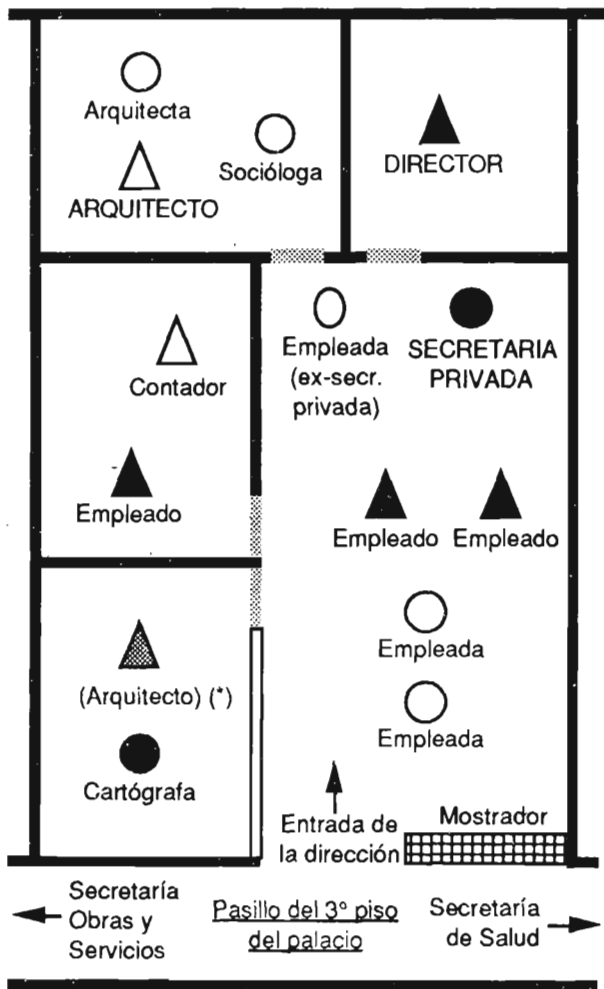 Arquitecta
Socióloga
ARQUITECTO
DIRECTOR
Contador
Empleado
Empleada
(ex-secr.
privada)
SECRETARIA
PRIVADA
Empleado
Empleado
Empleada
Empleada
(Arquitecto) (*)
Cartógrafa
Entrada de
la dirección
Mostrador
Secretaría
Obras y
Servicios
Pasillo del 3º piso
del palacio
Secretaría
de Salud